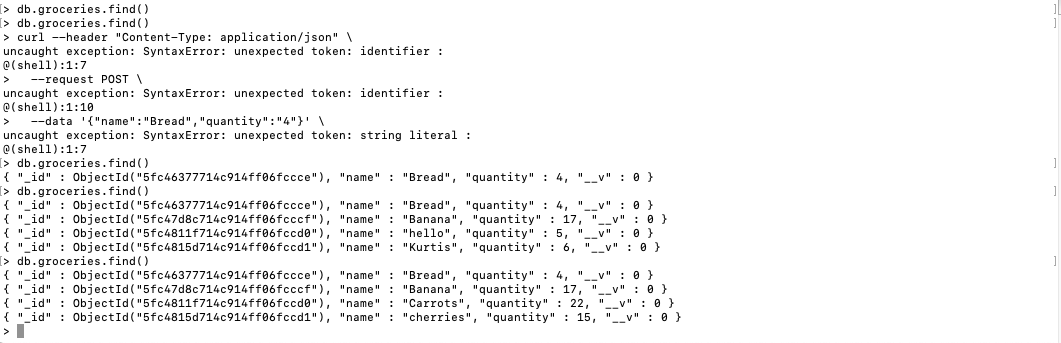 [> db.groceries.find() ]
[> db.groceries.find() ]
> curl --header "Content-Type: application/json" \
uncaught exception: SyntaxError: unexpected token: identifier :
@(shell):1:7
>   --request POST \
uncaught exception: SyntaxError: unexpected token: identifier :
@(shell):1:10
>   --data '{"name":"Bread","quantity":"4"}' \
uncaught exception: SyntaxError: unexpected token: string literal :
@(shell):1:7
[> db.groceries.find() ]
{ "_id" : ObjectId("5fc46377714c914ff06fccce"), "name" : "Bread", "quantity" : 4, "__v" : 0 }
[> db.groceries.find() ]
{ "_id" : ObjectId("5fc46377714c914ff06fccce"), "name" : "Bread", "quantity" : 4, "__v" : 0 }
{ "_id" : ObjectId("5fc47d8c714c914ff06fcccf"), "name" : "Banana", "quantity" : 17, "__v" : 0 }
{ "_id" : ObjectId("5fc4811f714c914ff06fccd0"), "name" : "hello", "quantity" : 5, "__v" : 0 }
{ "_id" : ObjectId("5fc4815d714c914ff06fccd1"), "name" : "Kurtis", "quantity" : 6, "__v" : 0 }
[> db.groceries.find() ]
{ "_id" : ObjectId("5fc46377714c914ff06fccce"), "name" : "Bread", "quantity" : 4, "__v" : 0 }
{ "_id" : ObjectId("5fc47d8c714c914ff06fcccf"), "name" : "Banana", "quantity" : 17, "__v" : 0 }
{ "_id" : ObjectId("5fc4811f714c914ff06fccd0"), "name" : "Carrots", "quantity" : 22, "__v" : 0 }
{ "_id" : ObjectId("5fc4815d714c914ff06fccd1"), "name" : "cherries", "quantity" : 15, "__v" : 0 }
>